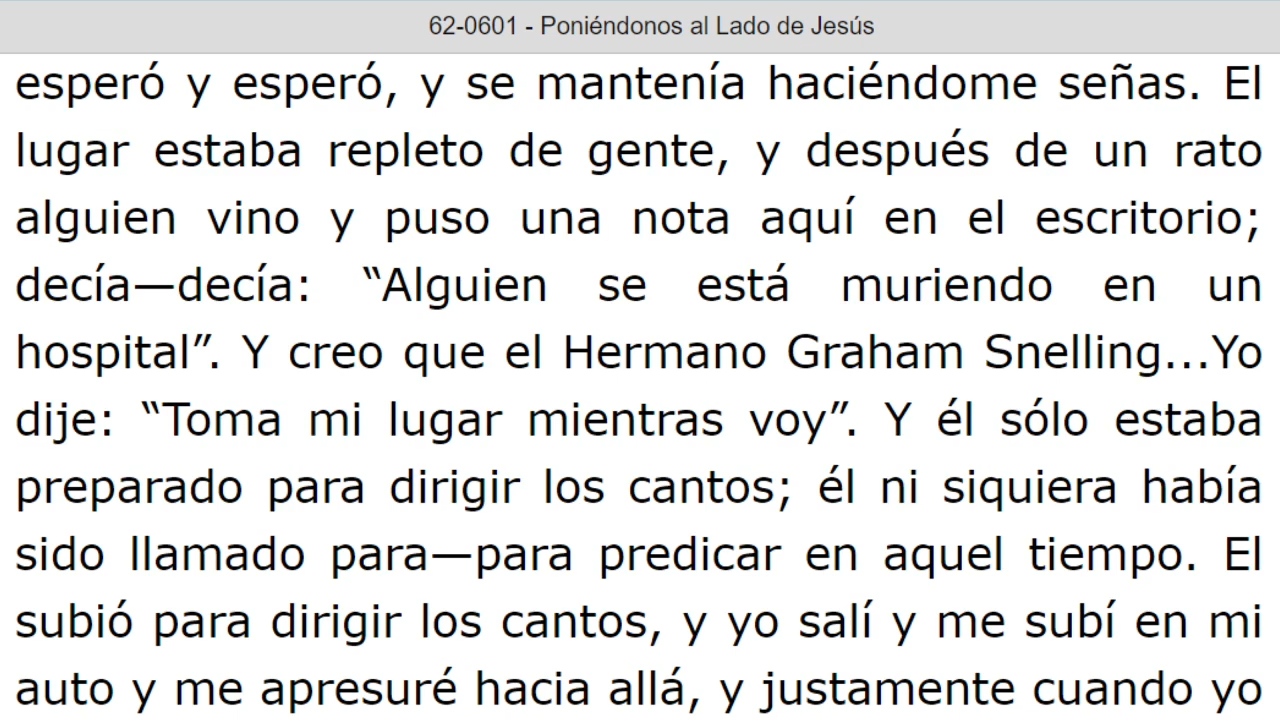 62-0601 - Poniéndonos al Lado de Jesús
esperó y esperó, y se mantenía haciéndome señas. El
lugar estaba repleto de gente, y después de un rato
alguien vino y puso una nota aquí en el escritorio;
decía—decía: “Alguien se está muriendo en un
hospital”. Y creo que el Hermano Graham Snelling...Yo
dije: “Toma mi lugar mientras voy”. Y él sólo estaba
preparado para dirigir los cantos; él ni siquiera había
sido llamado para—para predicar en aquel tiempo. El
subió para dirigir los cantos, y yo salí y me subí en mi
auto y me apresuré hacia allá, y justamente cuando yo